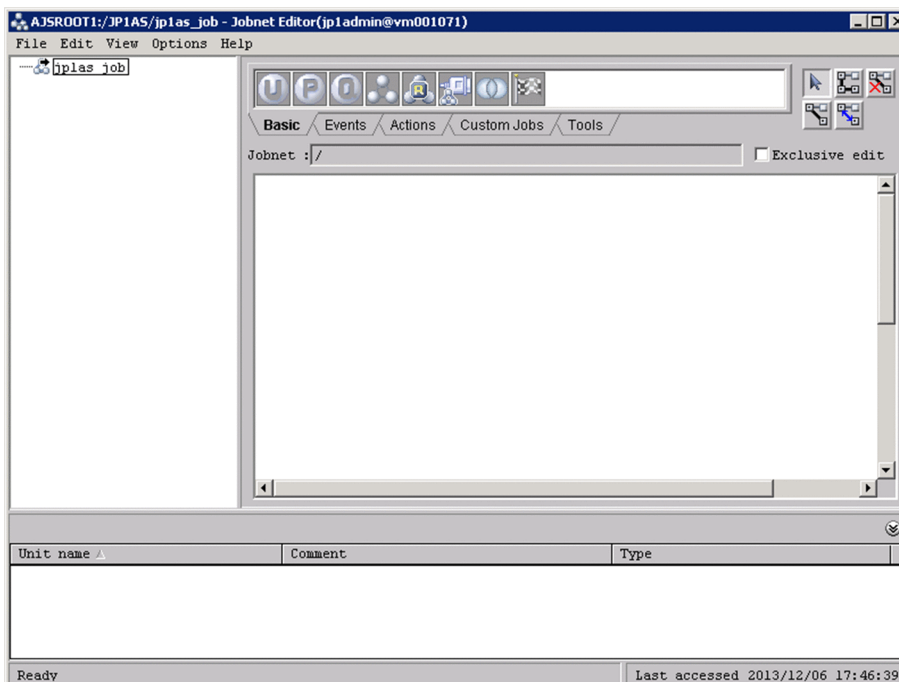 AJSROOT1:/JP1AS/jp1as_job - Jobnet Editor(jp1admin@vm001071)
File Edit View Options Help
jp1as_job
U P Q R
Basic Events Actions Custom Jobs Tools
Jobnet : / Exclusive edit
Unit name Comment Type
Ready Last accessed 2013/12/06 17:46:39